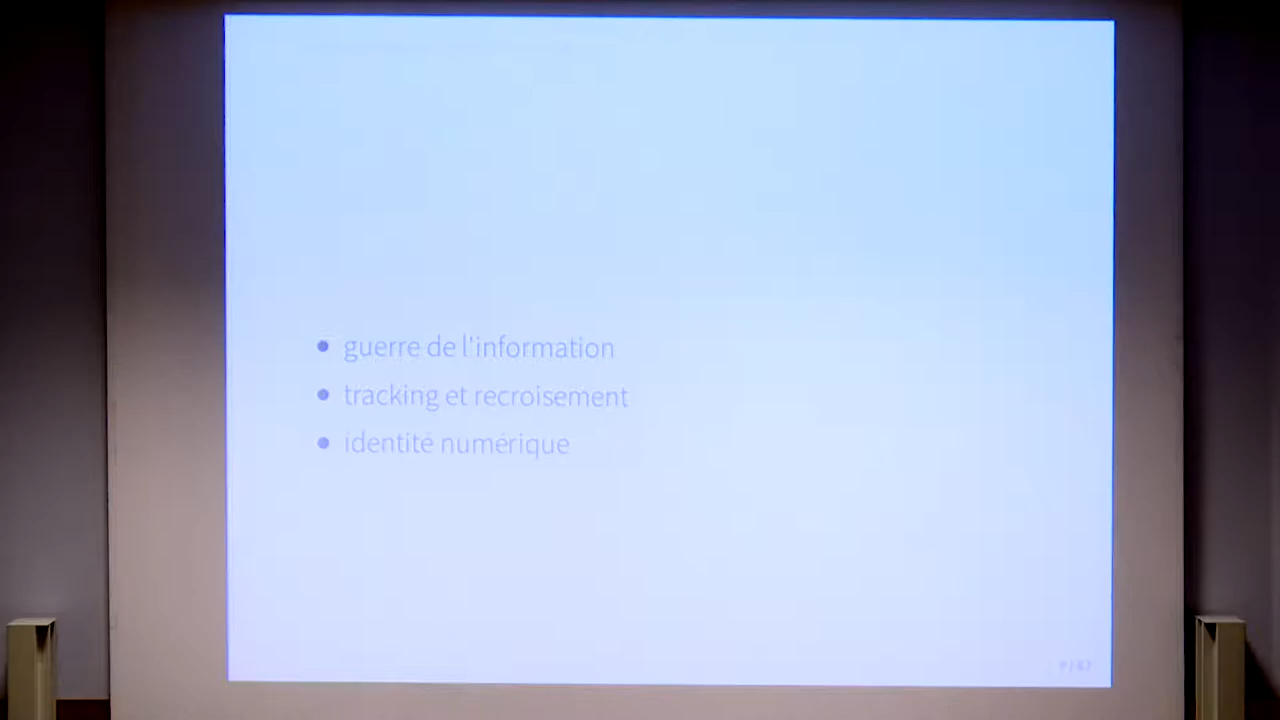 guerre de l'information
tracking et recroisement
identité numérique